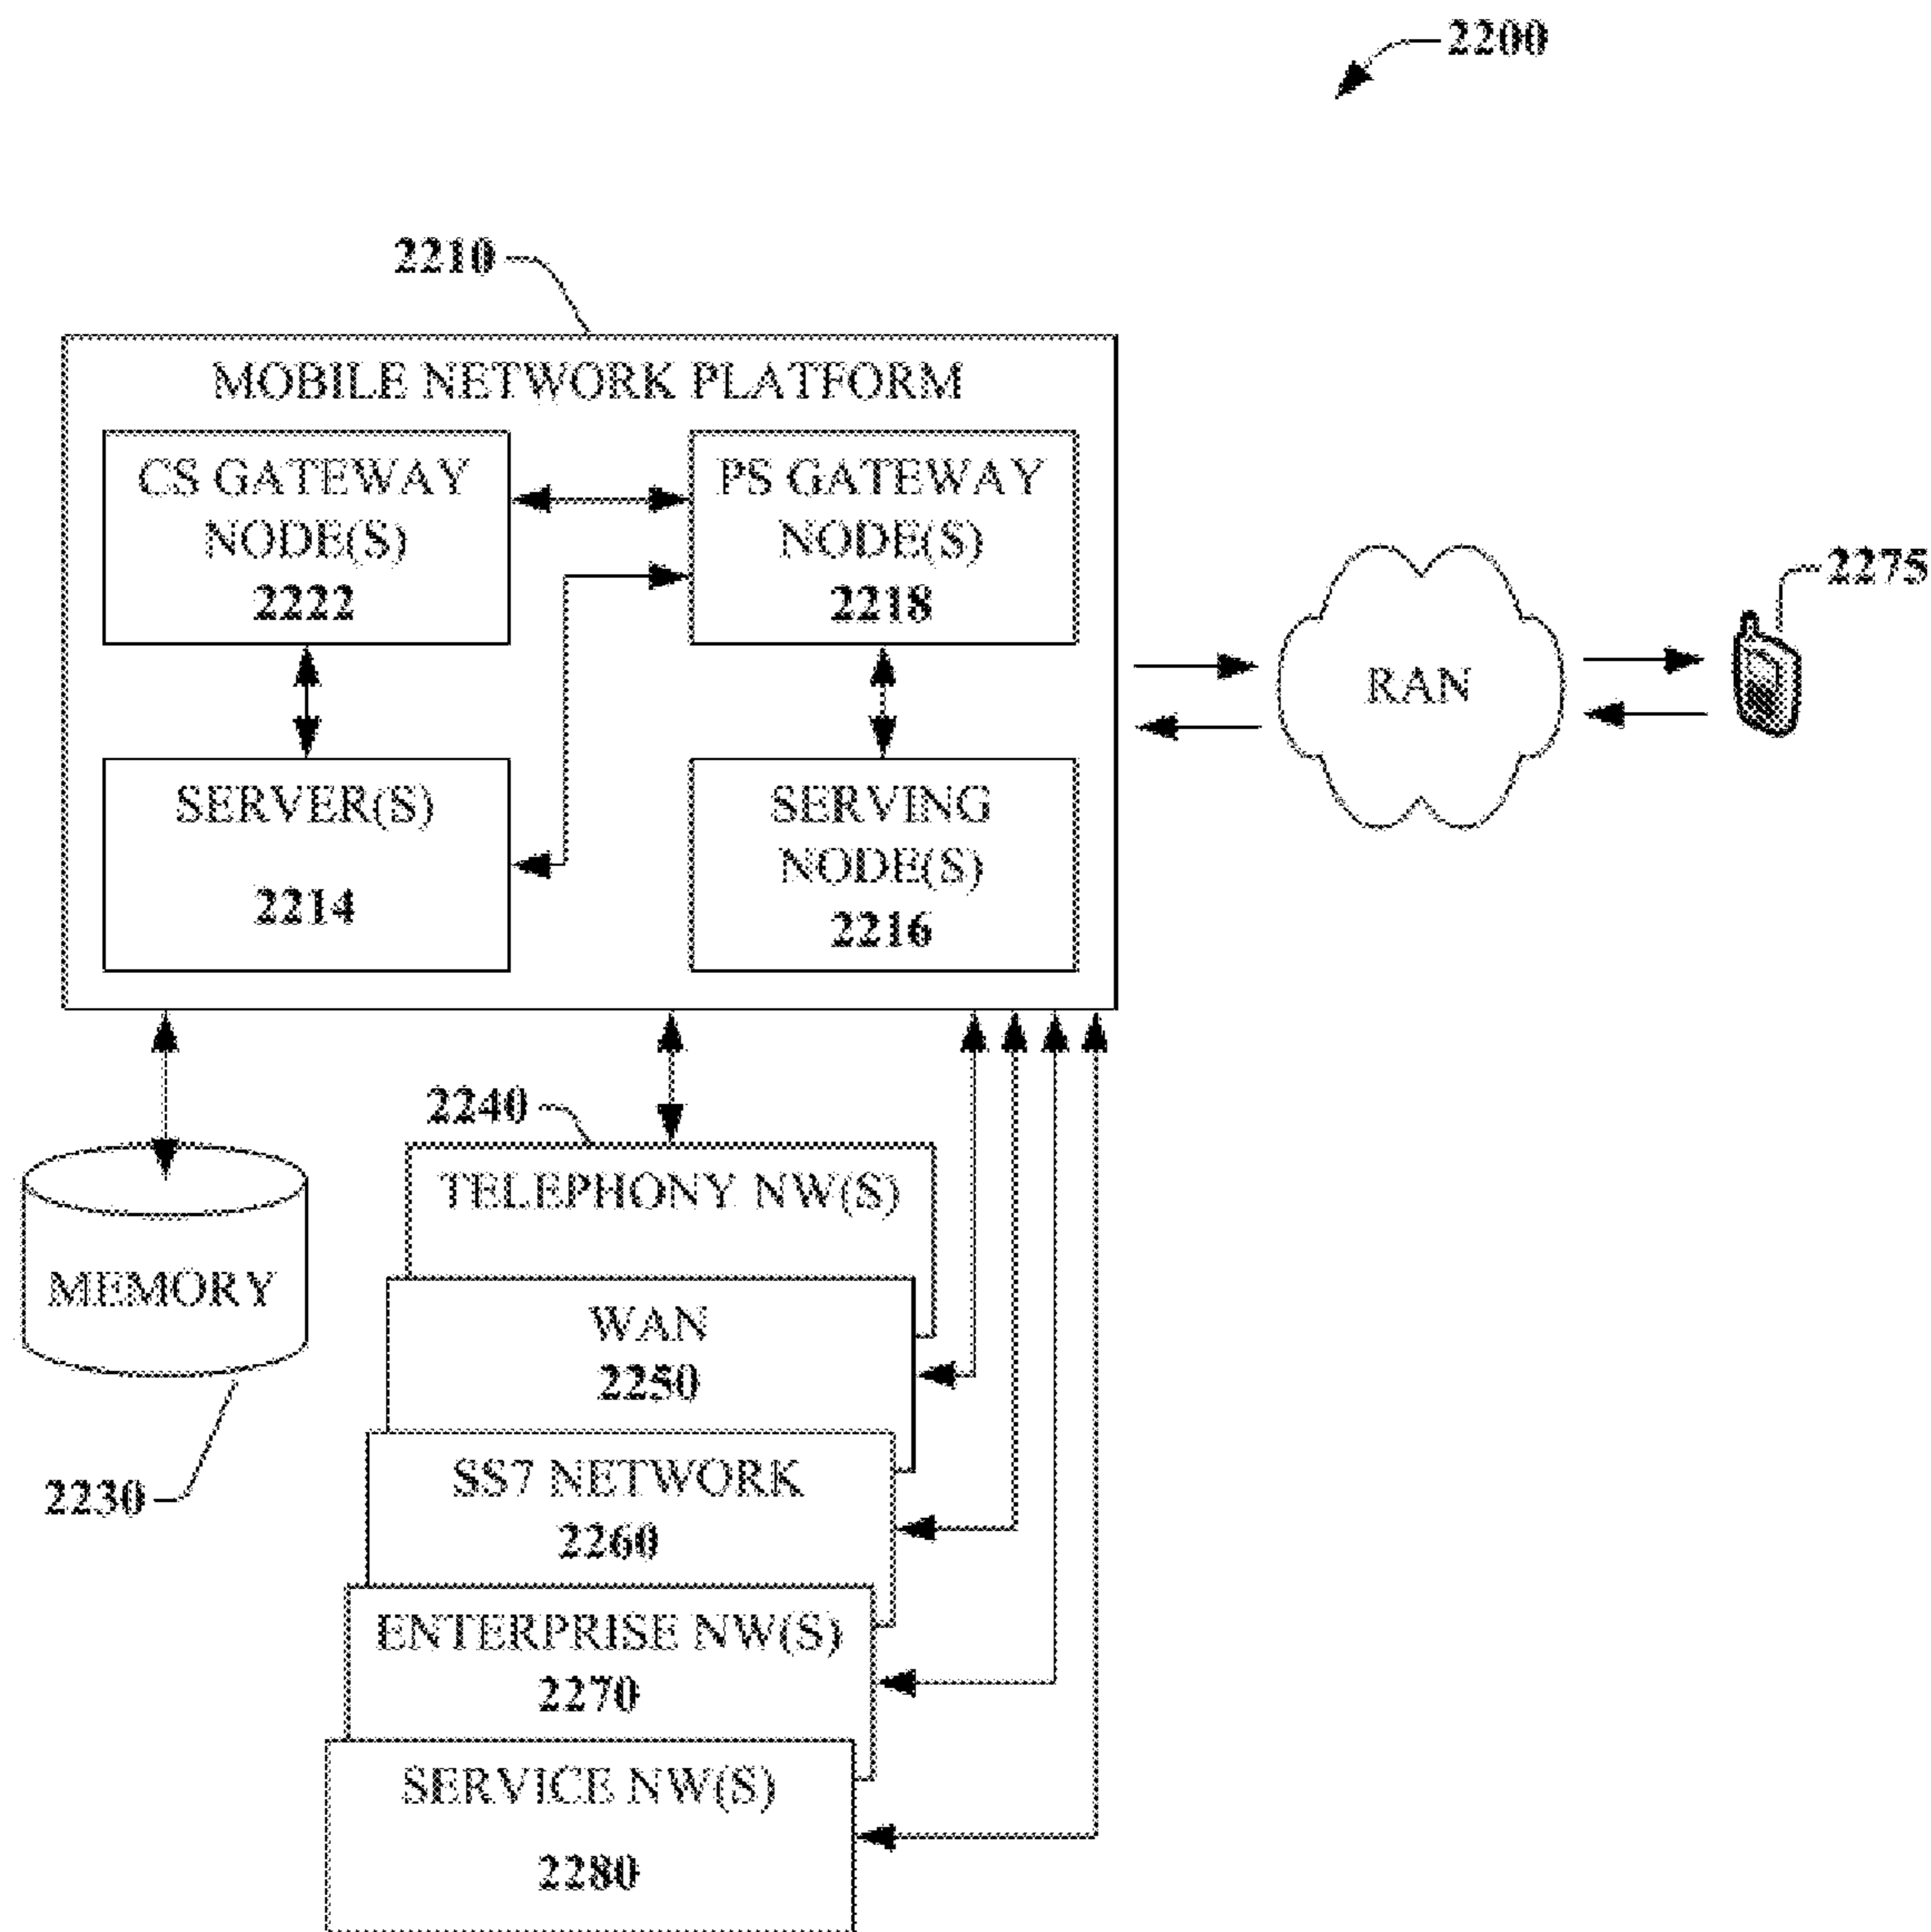 2200
2210
MOBILE NETWORK PLATFORM
CS GATEWAY
NODE(S)
2222
PS GATEWAY
NODE(S)
2218
SERVER(S)
2214
SERVING
NODE(S)
2216
RAN
2275
2240
TELEPHONY NW(S)
MEMORY
2230
WAN
2250
SS7 NETWORK
2260
ENTERPRISE NW(S)
2270
SERVICE NW(S)
2280